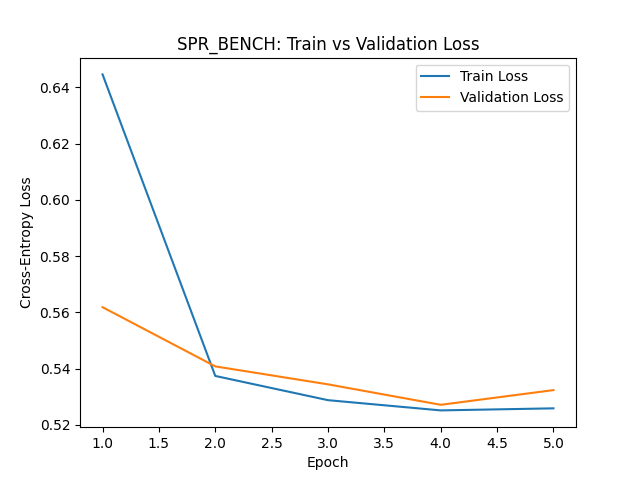 SPR_BENCH: Train vs Validation Loss
Train Loss
Validation Loss
Cross-Entropy Loss
0.64
0.62
0.60
0.58
0.56
0.54
0.52
1.0 1.5 2.0 2.5 3.0 3.5 4.0 4.5 5.0
Epoch